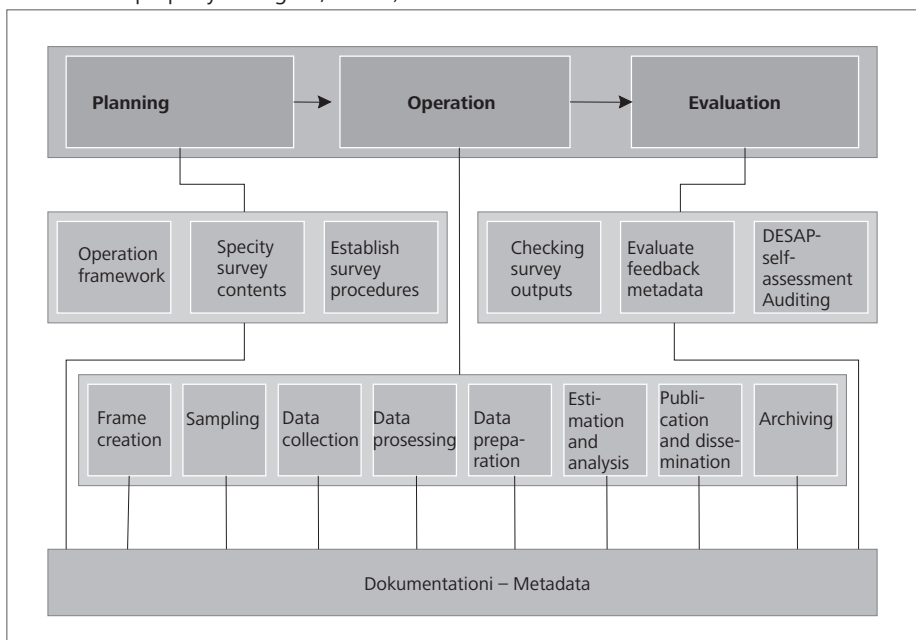 Planning
Operation
Evaluation
Operation
framework
Specity
survey
contents
Establish
survey
procedures
Checking
survey
outputs
Evaluate
feedback
metadata
DESAP-
self-
assessment
Auditing
Frame
creation
Sampling
Data
collection
Data
prosessing
Data
prepa-
ration
Esti-
mation
and
analysis
Publi-
cation
and disse-
mination
Archiving
Dokumentationi – Metadata